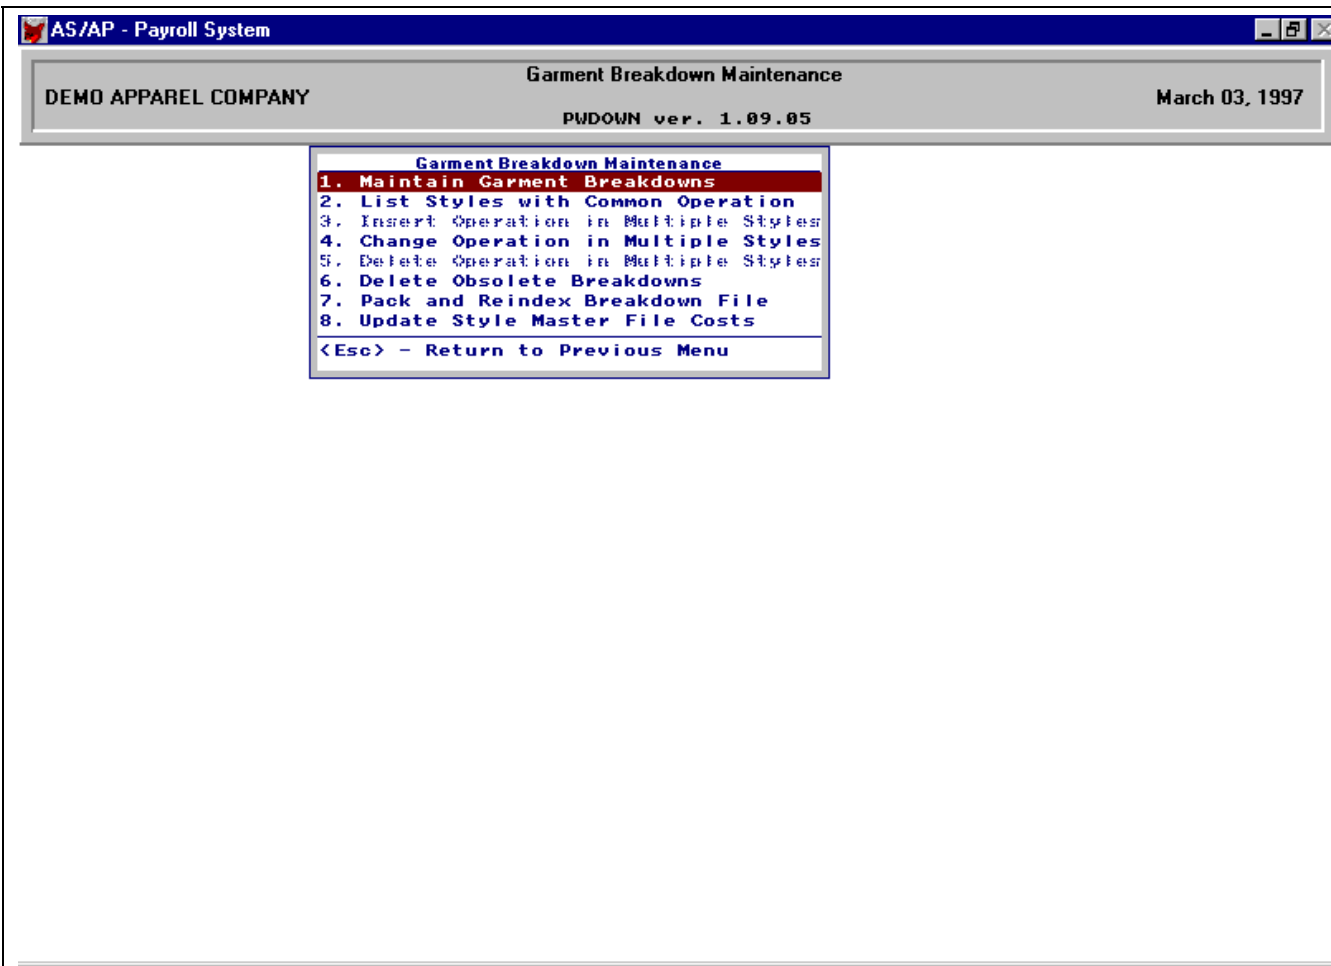 AS/AP - Payroll System
Garment Breakdown Maintenance
DEMO APPAREL COMPANY
March 03, 1997
PWDOWN ver. 1.09.05
Garment Breakdown Maintenance
1. Maintain Garment Breakdowns
2. List Styles with Common Operation
3. Insert Operation in Multiple Styles
4. Change Operation in Multiple Styles
5. Delete Operation in Multiple Styles
6. Delete Obsolete Breakdowns
7. Pack and Reindex Breakdown File
8. Update Style Master File Costs
<Esc> - Return to Previous Menu